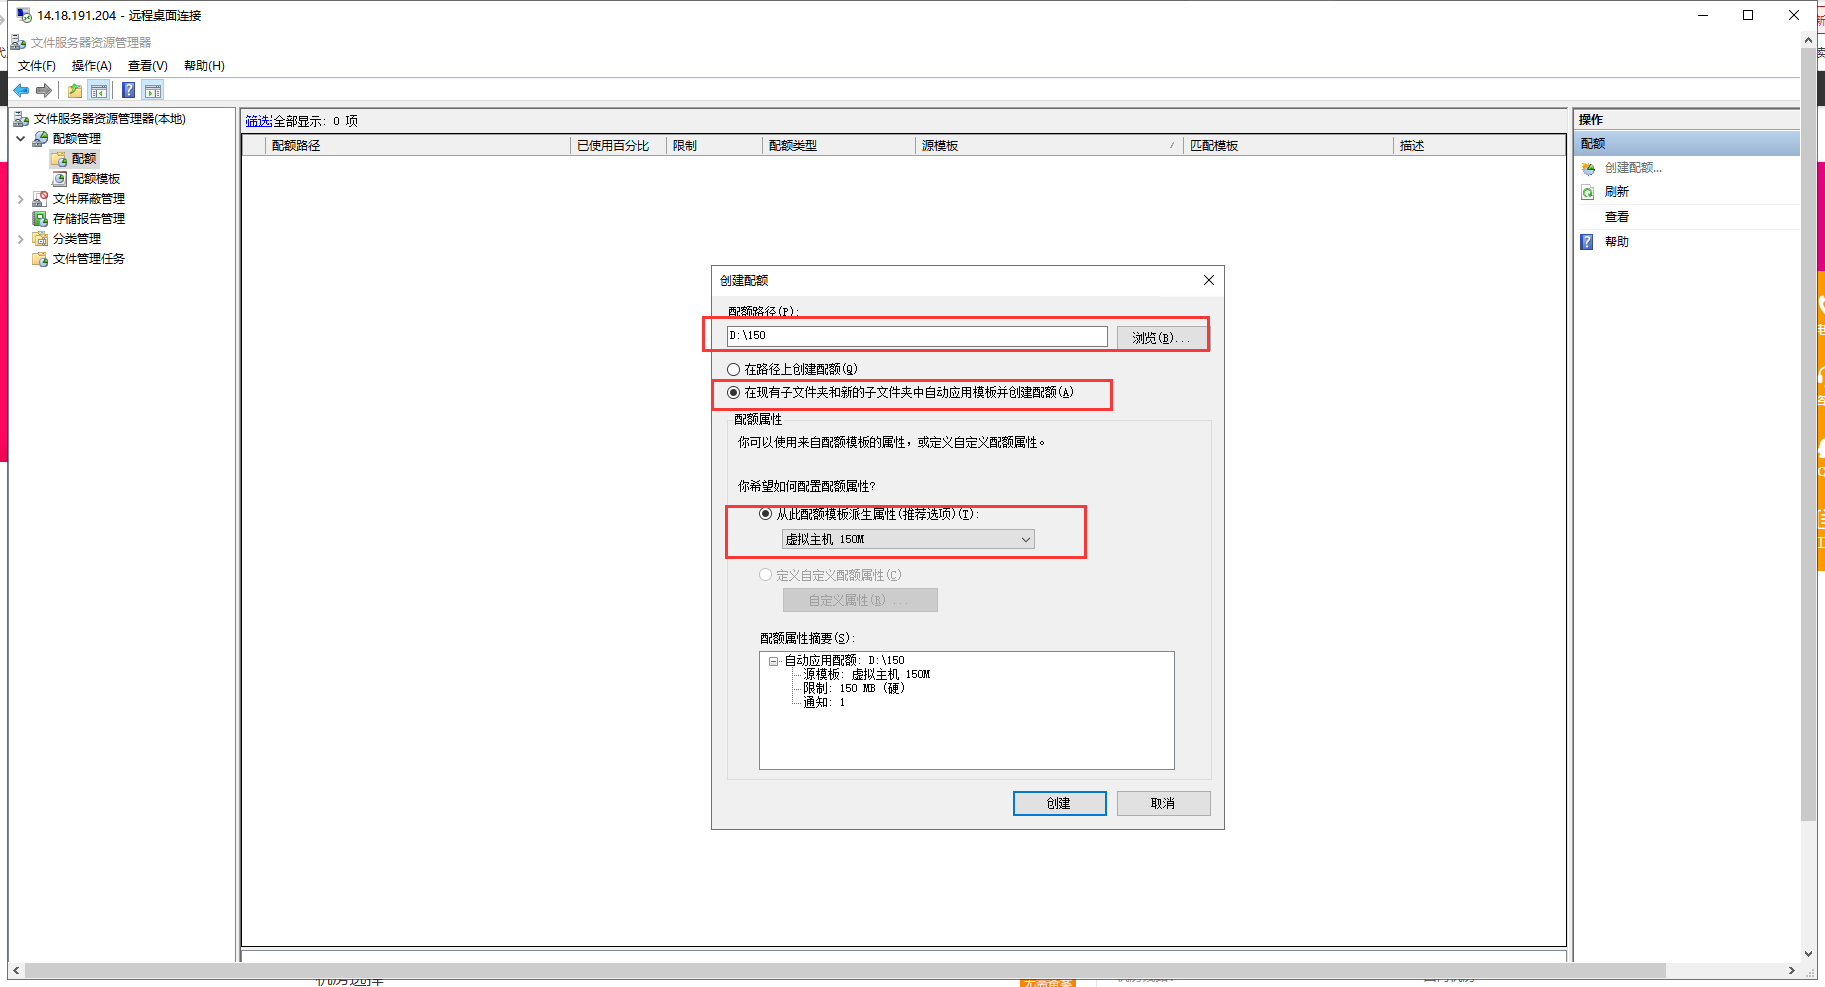 14.18.191.204 - 远程桌面连接
文件服务器资源管理器
文件(F) 操作(A) 查看(V) 帮助(H)
文件服务器资源管理器(本地)
配额管理
配额
配额模板
文件屏蔽管理
存储报告管理
分类管理
文件管理任务
筛选:全部显示: 0 项
配额路径 已使用百分比 限制 配额类型 源模板 匹配模板 描述
操作
配额
创建配额...
刷新
查看
帮助
创建配额
配额路径(P):
D:\150
浏览(B)...
在路径上创建配额(Q)
在现有子文件夹和新的子文件夹中自动应用模板并创建配额(A)
配额属性
你可以使用来自配额模板的属性，或定义自定义配额属性。
你希望如何配置配额属性?
从此配额模板派生属性(推荐选项)(T):
虚拟主机 150M
定义自定义配额属性(C)
自定义属性(R) ...
配额属性摘要(S):
自动应用配额: D:\150
源模板: 虚拟主机 150M
限制: 150 MB (硬)
通知: 1
创建
取消
机房选择